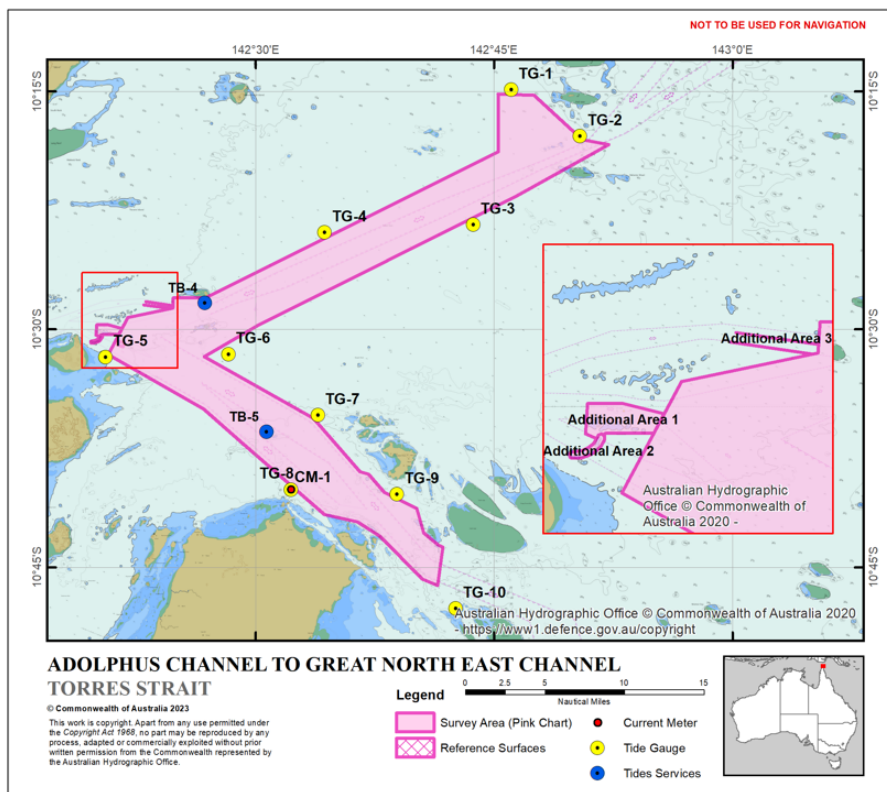 NOT TO BE USED FOR NAVIGATION
142°30'E 142°45'E 143°0'E
10°15'S 10°15'S
TG-1
TG-2
TG-3
TG-4
TB-4
10°30'S 10°30'S
TG-5
TG-6
Additional Area 3
TG-7
TB-5
Additional Area 1
Additional Area 2
TG-8 CM-1
TG-9
Australian Hydrographic
Office © Commonwealth of
Australia 2020 -
10°45'S 10°45'S
TG-10
Australian Hydrographic Office © Commonwealth of Australia 2020
- https://www1.defence.gov.au/copyright
ADOLPHUS CHANNEL TO GREAT NORTH EAST CHANNEL
TORRES STRAIT
© Commonwealth of Australia 2023
This work is copyright. Apart from any use permitted under
the Copyright Act 1968, no part may be reproduced by any
process, adapted or commercially exploited without prior
written permission from the Commonwealth represented by
the Australian Hydrographic Office.
Legend
0 2.5 5 10 15
Nautical Miles
Survey Area (Pink Chart)
Reference Surfaces
Current Meter
Tide Gauge
Tides Services